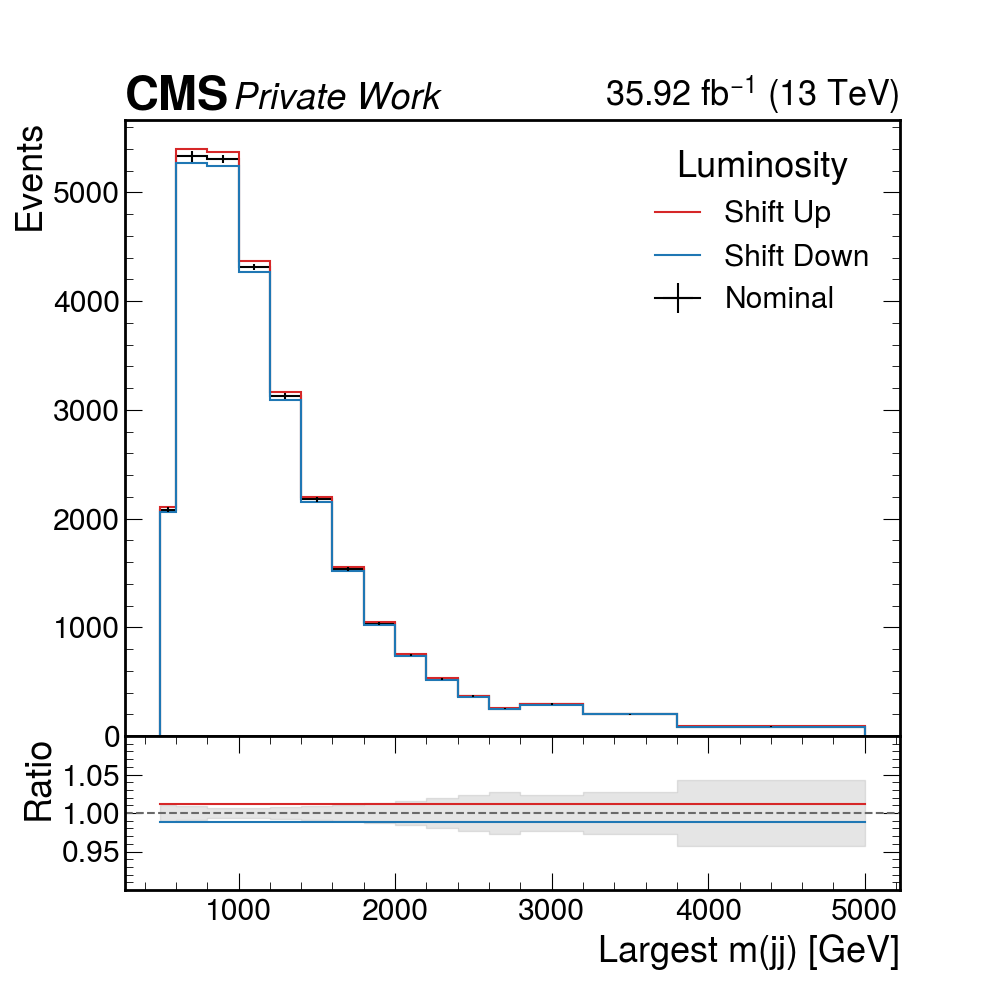 CMS Private Work 35.92 fb⁻¹ (13 TeV)
Events
Luminosity
Shift Up
Shift Down
Nominal
5000
4000
3000
2000
1000
0
Ratio
1.05
1.00
0.95
1000 2000 3000 4000 5000
Largest m(jj) [GeV]